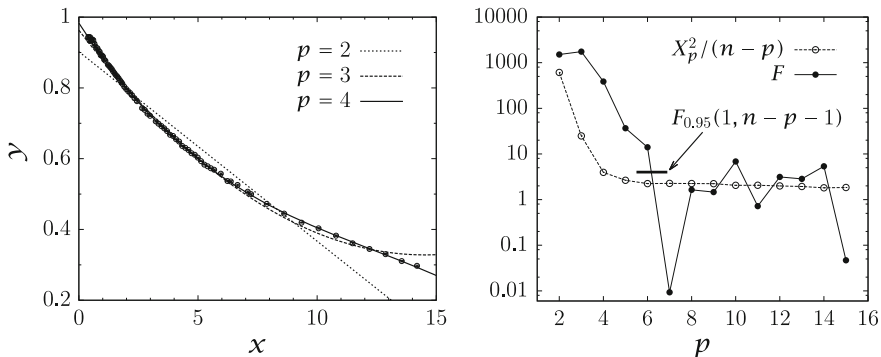 1
0.8
0.6
0.4
0.2
0 5 10 15
y
x
p = 2
p = 3
p = 4
10000
1000
100
10
1
0.1
0.01
0 2 4 6 8 10 12 14 16
p
X_p^2/(n − p)
F
F_{0.95}(1, n − p − 1)